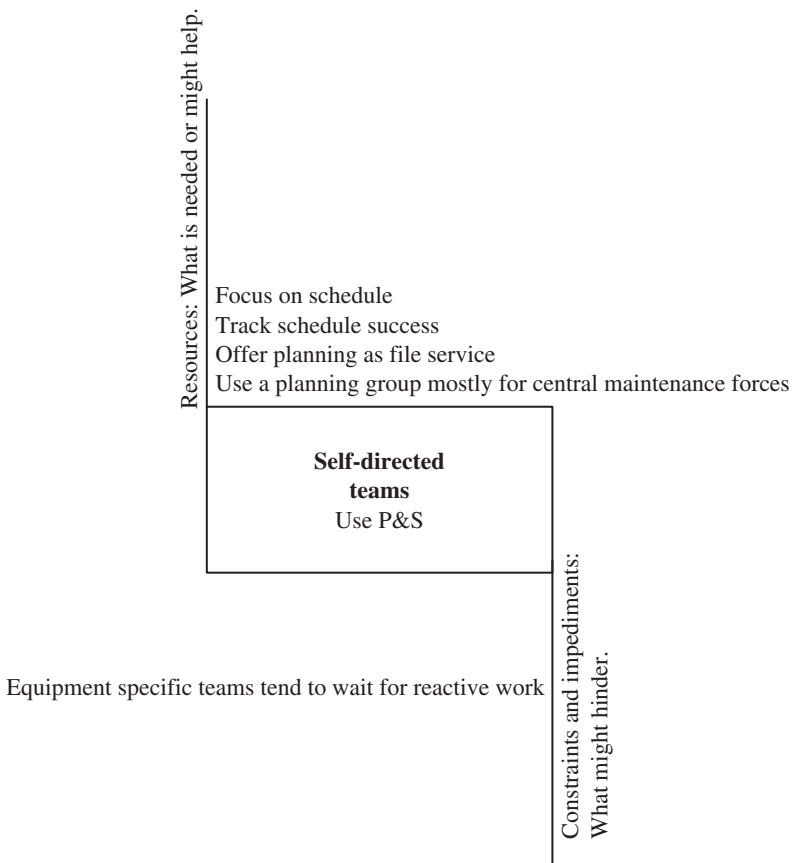 Resources: What is needed or might help.
Focus on schedule
Track schedule success
Offer planning as file service
Use a planning group mostly for central maintenance forces
Self-directed
teams
Use P&S
Equipment specific teams tend to wait for reactive work
Constraints and impediments:
What might hinder.